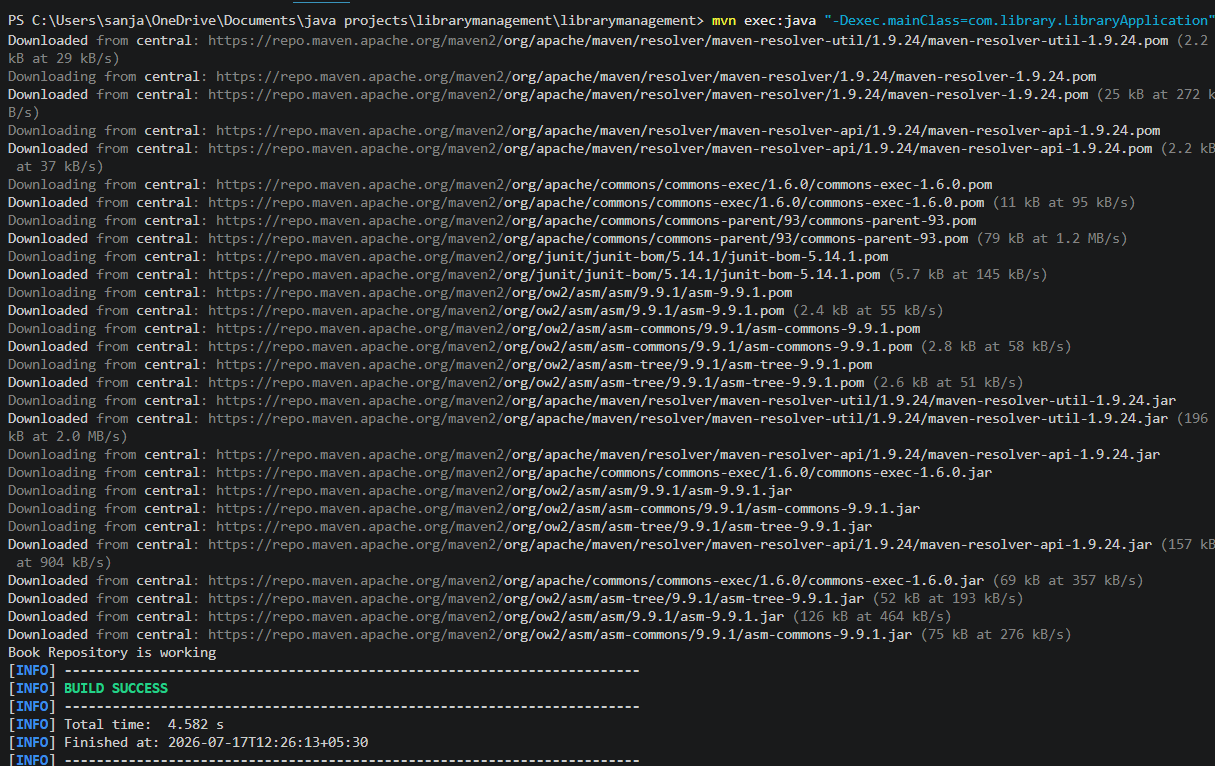 PS C:\Users\sanja\OneDrive\Documents\java projects\librarymanagement\librarymanagement> mvn exec:java "-Dexec.mainClass=com.library.LibraryApplication"
Downloaded from central: https://repo.maven.apache.org/maven2/org/apache/maven/resolver/maven-resolver-util/1.9.24/maven-resolver-util-1.9.24.pom (2.2
kB at 29 kB/s)
Downloading from central: https://repo.maven.apache.org/maven2/org/apache/maven/resolver/maven-resolver/1.9.24/maven-resolver-1.9.24.pom
Downloaded from central: https://repo.maven.apache.org/maven2/org/apache/maven/resolver/maven-resolver/1.9.24/maven-resolver-1.9.24.pom (25 kB at 272 k
B/s)
Downloading from central: https://repo.maven.apache.org/maven2/org/apache/maven/resolver/maven-resolver-api/1.9.24/maven-resolver-api-1.9.24.pom
Downloaded from central: https://repo.maven.apache.org/maven2/org/apache/maven/resolver/maven-resolver-api/1.9.24/maven-resolver-api-1.9.24.pom (2.2 kB
 at 37 kB/s)
Downloading from central: https://repo.maven.apache.org/maven2/org/apache/commons/commons-exec/1.6.0/commons-exec-1.6.0.pom
Downloaded from central: https://repo.maven.apache.org/maven2/org/apache/commons/commons-exec/1.6.0/commons-exec-1.6.0.pom (11 kB at 95 kB/s)
Downloading from central: https://repo.maven.apache.org/maven2/org/apache/commons/commons-parent/93/commons-parent-93.pom
Downloaded from central: https://repo.maven.apache.org/maven2/org/apache/commons/commons-parent/93/commons-parent-93.pom (79 kB at 1.2 MB/s)
Downloading from central: https://repo.maven.apache.org/maven2/org/junit/junit-bom/5.14.1/junit-bom-5.14.1.pom
Downloaded from central: https://repo.maven.apache.org/maven2/org/junit/junit-bom/5.14.1/junit-bom-5.14.1.pom (5.7 kB at 145 kB/s)
Downloading from central: https://repo.maven.apache.org/maven2/org/ow2/asm/asm/9.9.1/asm-9.9.1.pom
Downloaded from central: https://repo.maven.apache.org/maven2/org/ow2/asm/asm/9.9.1/asm-9.9.1.pom (2.4 kB at 55 kB/s)
Downloading from central: https://repo.maven.apache.org/maven2/org/ow2/asm/asm-commons/9.9.1/asm-commons-9.9.1.pom
Downloaded from central: https://repo.maven.apache.org/maven2/org/ow2/asm/asm-commons/9.9.1/asm-commons-9.9.1.pom (2.8 kB at 58 kB/s)
Downloading from central: https://repo.maven.apache.org/maven2/org/ow2/asm/asm-tree/9.9.1/asm-tree-9.9.1.pom
Downloaded from central: https://repo.maven.apache.org/maven2/org/ow2/asm/asm-tree/9.9.1/asm-tree-9.9.1.pom (2.6 kB at 51 kB/s)
Downloading from central: https://repo.maven.apache.org/maven2/org/apache/maven/resolver/maven-resolver-util/1.9.24/maven-resolver-util-1.9.24.jar
Downloaded from central: https://repo.maven.apache.org/maven2/org/apache/maven/resolver/maven-resolver-util/1.9.24/maven-resolver-util-1.9.24.jar (196
kB at 2.0 MB/s)
Downloading from central: https://repo.maven.apache.org/maven2/org/apache/maven/resolver/maven-resolver-api/1.9.24/maven-resolver-api-1.9.24.jar
Downloading from central: https://repo.maven.apache.org/maven2/org/apache/commons/commons-exec/1.6.0/commons-exec-1.6.0.jar
Downloading from central: https://repo.maven.apache.org/maven2/org/ow2/asm/asm/9.9.1/asm-9.9.1.jar
Downloading from central: https://repo.maven.apache.org/maven2/org/ow2/asm/asm-commons/9.9.1/asm-commons-9.9.1.jar
Downloading from central: https://repo.maven.apache.org/maven2/org/ow2/asm/asm-tree/9.9.1/asm-tree-9.9.1.jar
Downloaded from central: https://repo.maven.apache.org/maven2/org/apache/maven/resolver/maven-resolver-api/1.9.24/maven-resolver-api-1.9.24.jar (157 kB
 at 904 kB/s)
Downloaded from central: https://repo.maven.apache.org/maven2/org/apache/commons/commons-exec/1.6.0/commons-exec-1.6.0.jar (69 kB at 357 kB/s)
Downloaded from central: https://repo.maven.apache.org/maven2/org/ow2/asm/asm-tree/9.9.1/asm-tree-9.9.1.jar (52 kB at 193 kB/s)
Downloaded from central: https://repo.maven.apache.org/maven2/org/ow2/asm/asm/9.9.1/asm-9.9.1.jar (126 kB at 464 kB/s)
Downloaded from central: https://repo.maven.apache.org/maven2/org/ow2/asm/asm-commons/9.9.1/asm-commons-9.9.1.jar (75 kB at 276 kB/s)
Book Repository is working
[INFO] ------------------------------------------------------------------------
[INFO] BUILD SUCCESS
[INFO] ------------------------------------------------------------------------
[INFO] Total time:  4.582 s
[INFO] Finished at: 2026-07-17T12:26:13+05:30
[INFO] ------------------------------------------------------------------------